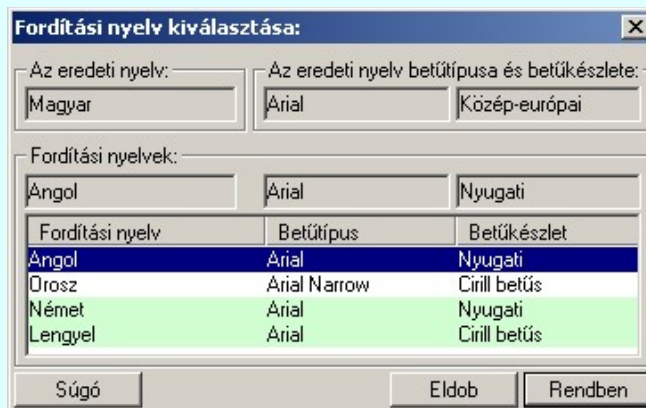 Fordítási nyelv kiválasztása:
Az eredeti nyelv: Az eredeti nyelv betűtípusa és betűkészlete:
Magyar Arial Közép-európai
Fordítási nyelvek:
Angol Arial Nyugati
Fordítási nyelv Betűtípus Betűkészlet
Angol Arial Nyugati
Orosz Arial Narrow Cirill betűs
Német Arial Nyugati
Lengyel Arial Cirill betűs
Súgó Eldob Rendben